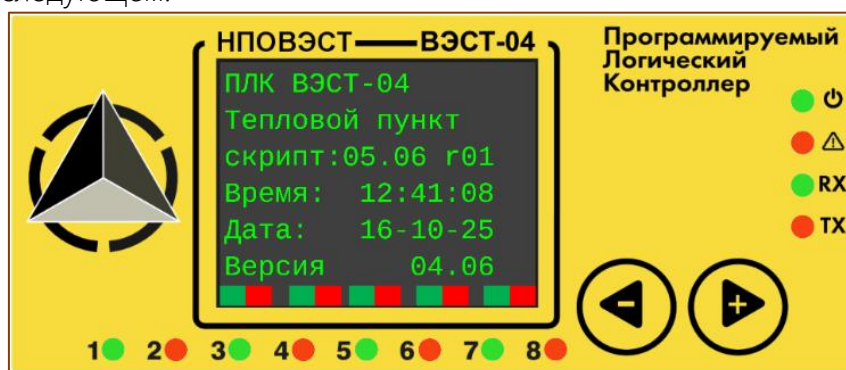 следующем:
НПОВЭСТ ВЭСТ-04
ПЛК ВЭСТ-04
Тепловой пункт
скрипт:05.06 r01
Время: 12:41:08
Дата: 16-10-25
Версия 04.06
Программируемый
Логический
Контроллер
RX
TX
- +
1 2 3 4 5 6 7 8